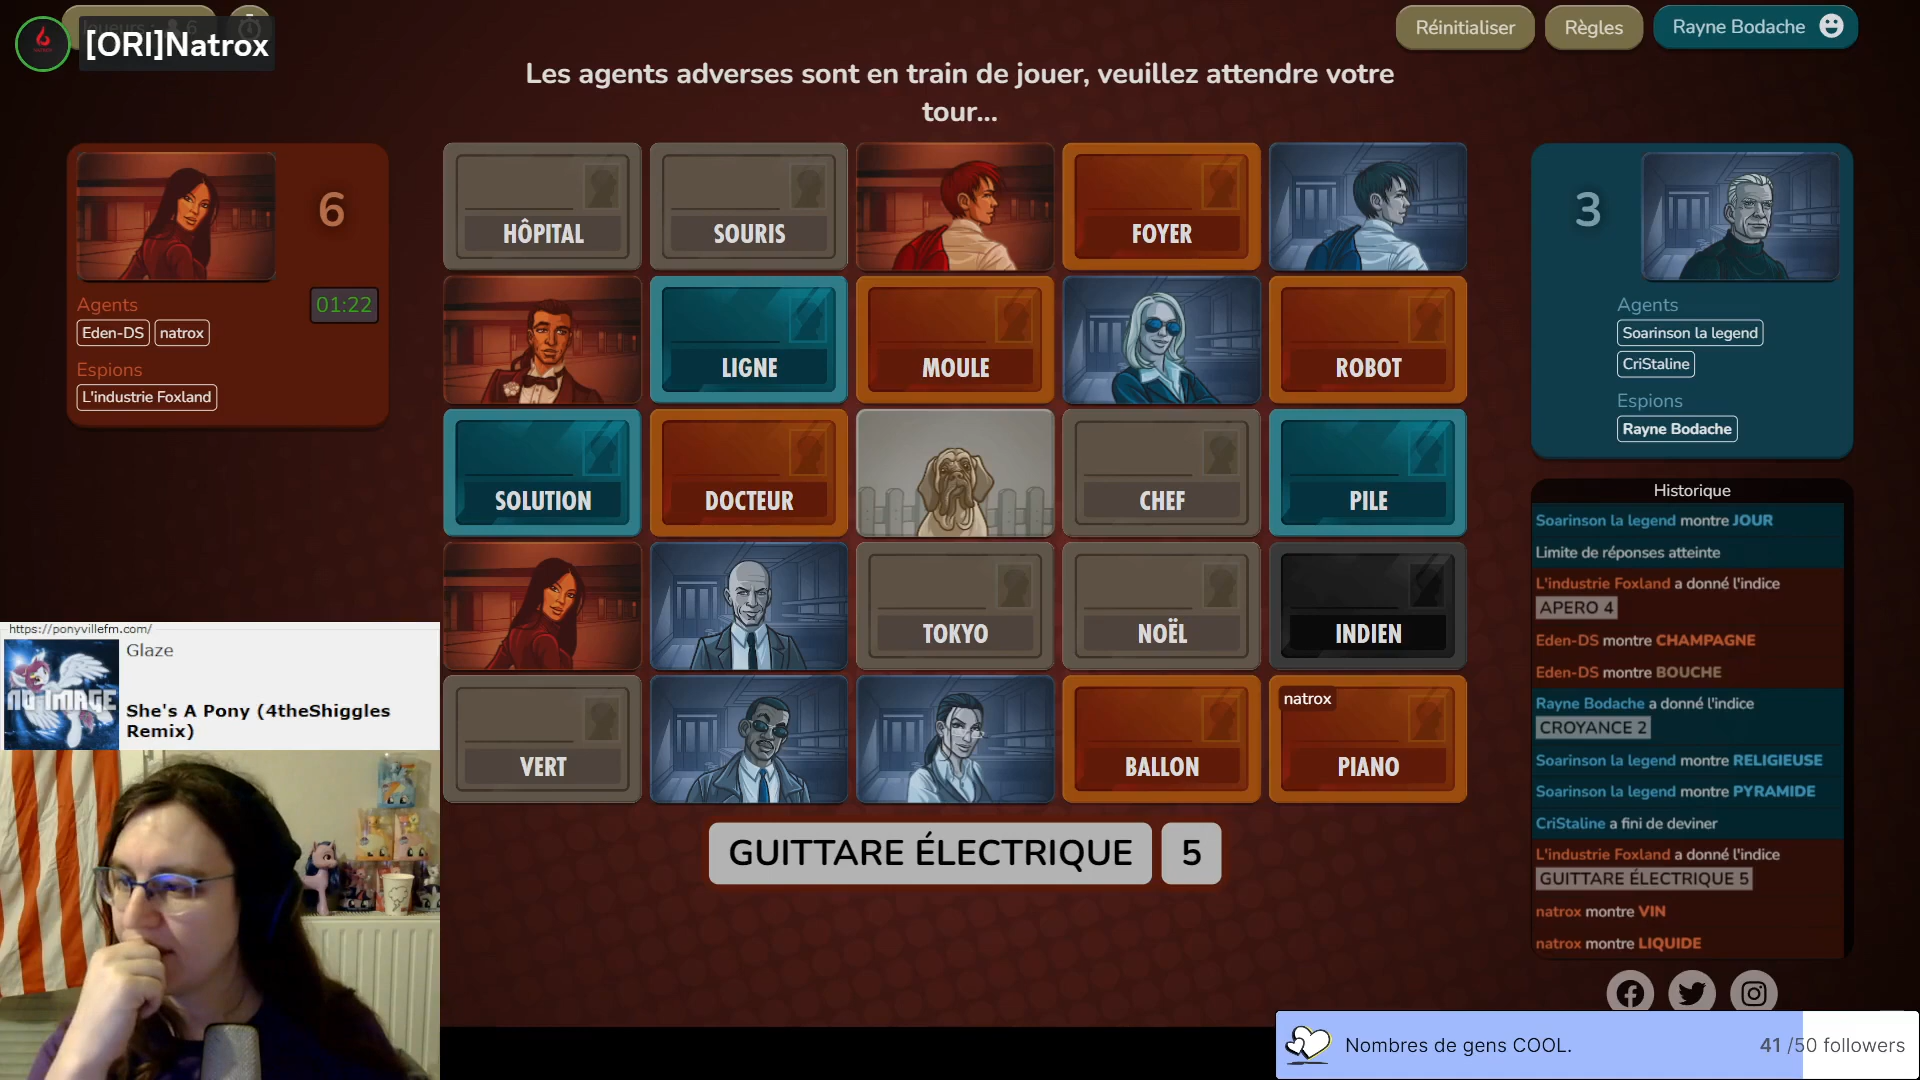 [ORI]Natrox
Réinitialiser
Règles
Rayne Bodache
Les agents adverses sont en train de jouer, veuillez attendre votre
tour...
6
Agents
01:22
Eden-DS
natrox
Espions
L'industrie Foxland
HÔPITAL
SOURIS
FOYER
LIGNE
MOULE
ROBOT
SOLUTION
DOCTEUR
CHEF
PILE
TOKYO
NOËL
INDIEN
VERT
BALLON
natrox
PIANO
GUITTARE ÉLECTRIQUE
5
3
Agents
Soarinson la legend
CriStaline
Espions
Rayne Bodache
Historique
Soarinson la legend montre JOUR
Limite de réponses atteinte
L'industrie Foxland a donné l'indice
APERO 4
Eden-DS montre CHAMPAGNE
Eden-DS montre BOUCHE
Rayne Bodache a donné l'indice
CROYANCE 2
Soarinson la legend montre RELIGIEUSE
Soarinson la legend montre PYRAMIDE
CriStaline a fini de deviner
L'industrie Foxland a donné l'indice
GUITTARE ÉLECTRIQUE 5
natrox montre VIN
natrox montre LIQUIDE
https://ponyvillefm.com/
Glaze
NO IMAGE
She's A Pony (4theShiggles
Remix)
Nombres de gens COOL.
41 /50 followers